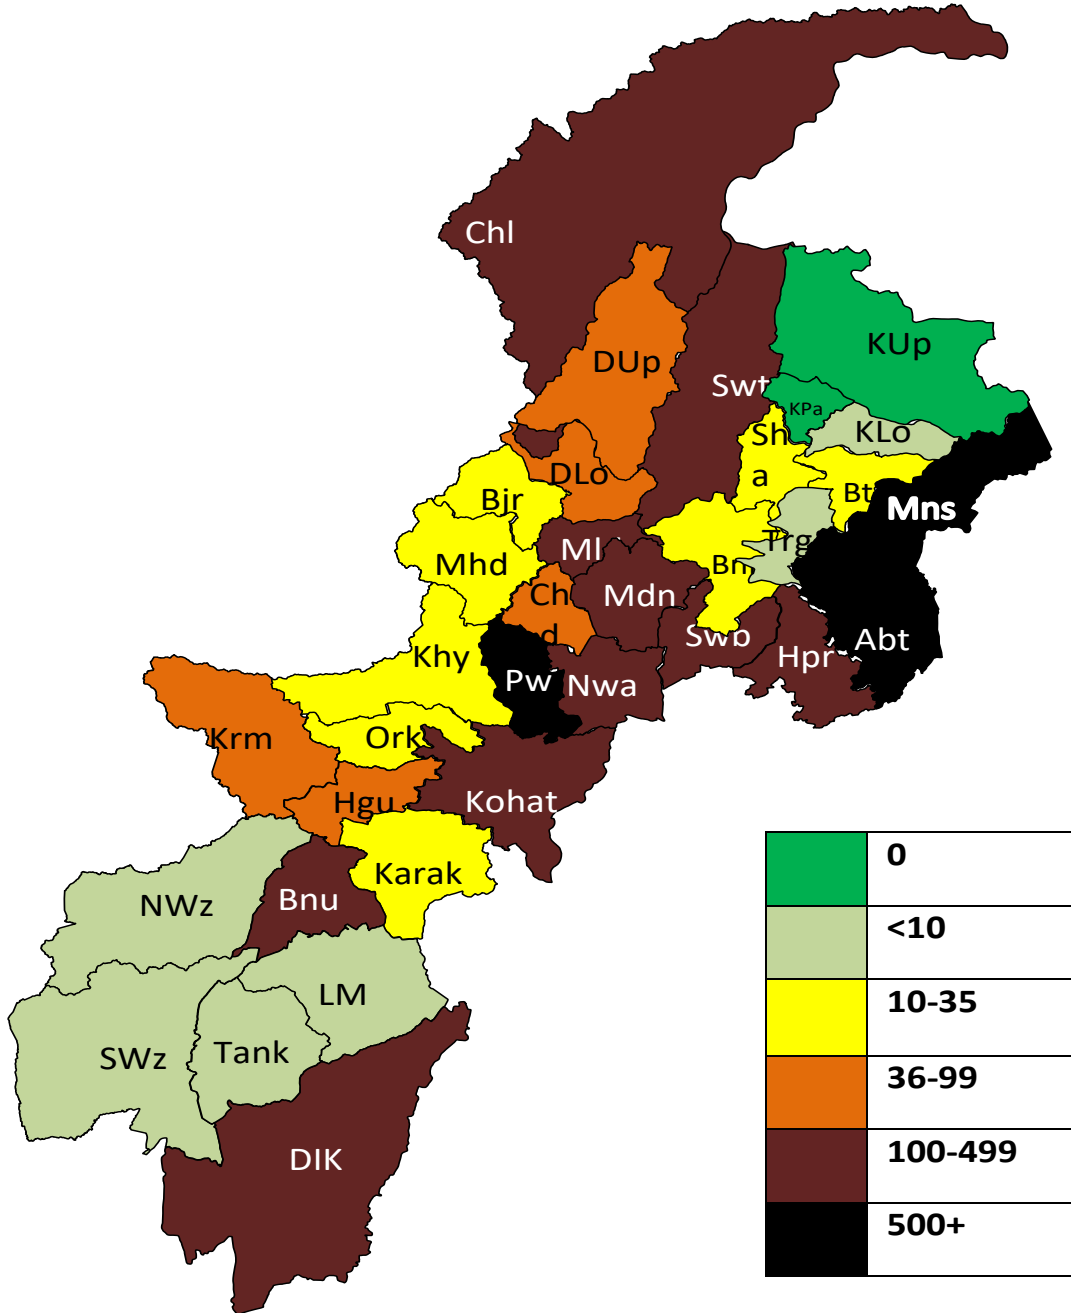 Chl
KUp
DUp
Swt
KPa
Sh
a
KLo
DLo
Bjr
Bt
Mns
Ml
Trg
Mhd
Bn
Ch
d
Mdn
Swb
Abt
Khy
Hpr
Pw
Nwa
Krm
Ork
Hgu
Kohat
Karak
NWz
Bnu
LM
SWz
Tank
DIK
0
<10
10-35
36-99
100-499
500+